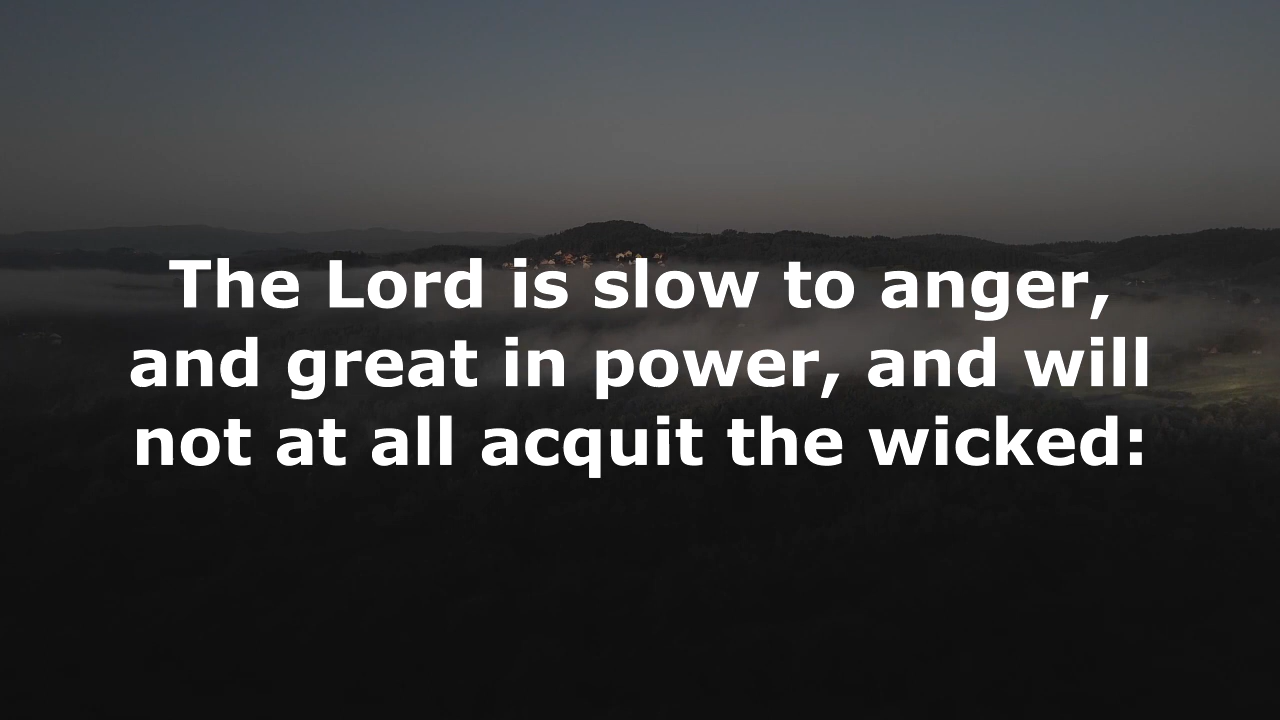 The Lord is slow to anger,
and great in power, and will
not at all acquit the wicked: